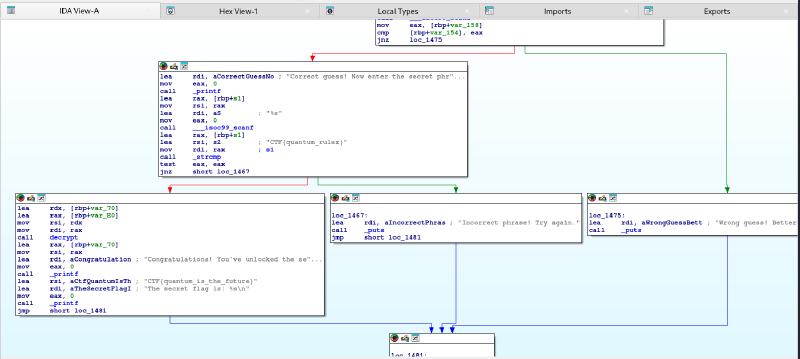 IDA View-A
Hex View-1
Local Types
Imports
Exports
mov eax, [rbp+var_158]
cmp [rbp+var_154], eax
jnz loc_1475
lea rdi, aCorrectGuessNo ; "Correct guess! Now enter the secret phr"...
mov eax, 0
call _printf
lea rax, [rbp+s1]
mov rsi, rax
lea rdi, aS ; "%s"
mov eax, 0
call ___isoc99_scanf
lea rax, [rbp+s1]
lea rsi, s2 ; "CTF{quantum_rulez}"
mov rdi, rax ; s1
call _strcmp
test eax, eax
jnz short loc_1467
lea rdx, [rbp+var_70]
lea rax, [rbp+var_E0]
mov rsi, rdx
mov rdi, rax
call decrypt
lea rax, [rbp+var_70]
mov rsi, rax
lea rdi, aCongratulation ; "Congratulations! You've unlocked the se"...
mov eax, 0
call _printf
lea rsi, aCtfQuantumIsTh ; "CTF{quantum_is_the_future}"
lea rdi, aTheSecretFlagI ; "The secret flag is: %s\n"
mov eax, 0
call _printf
jmp short loc_1481
loc_1467:
lea rdi, aIncorrectPhras ; "Incorrect phrase! Try again."
call _puts
jmp short loc_1481
loc_1475:
lea rdi, aWrongGuessBett ; "Wrong guess! Better
call _puts
loc_1481: